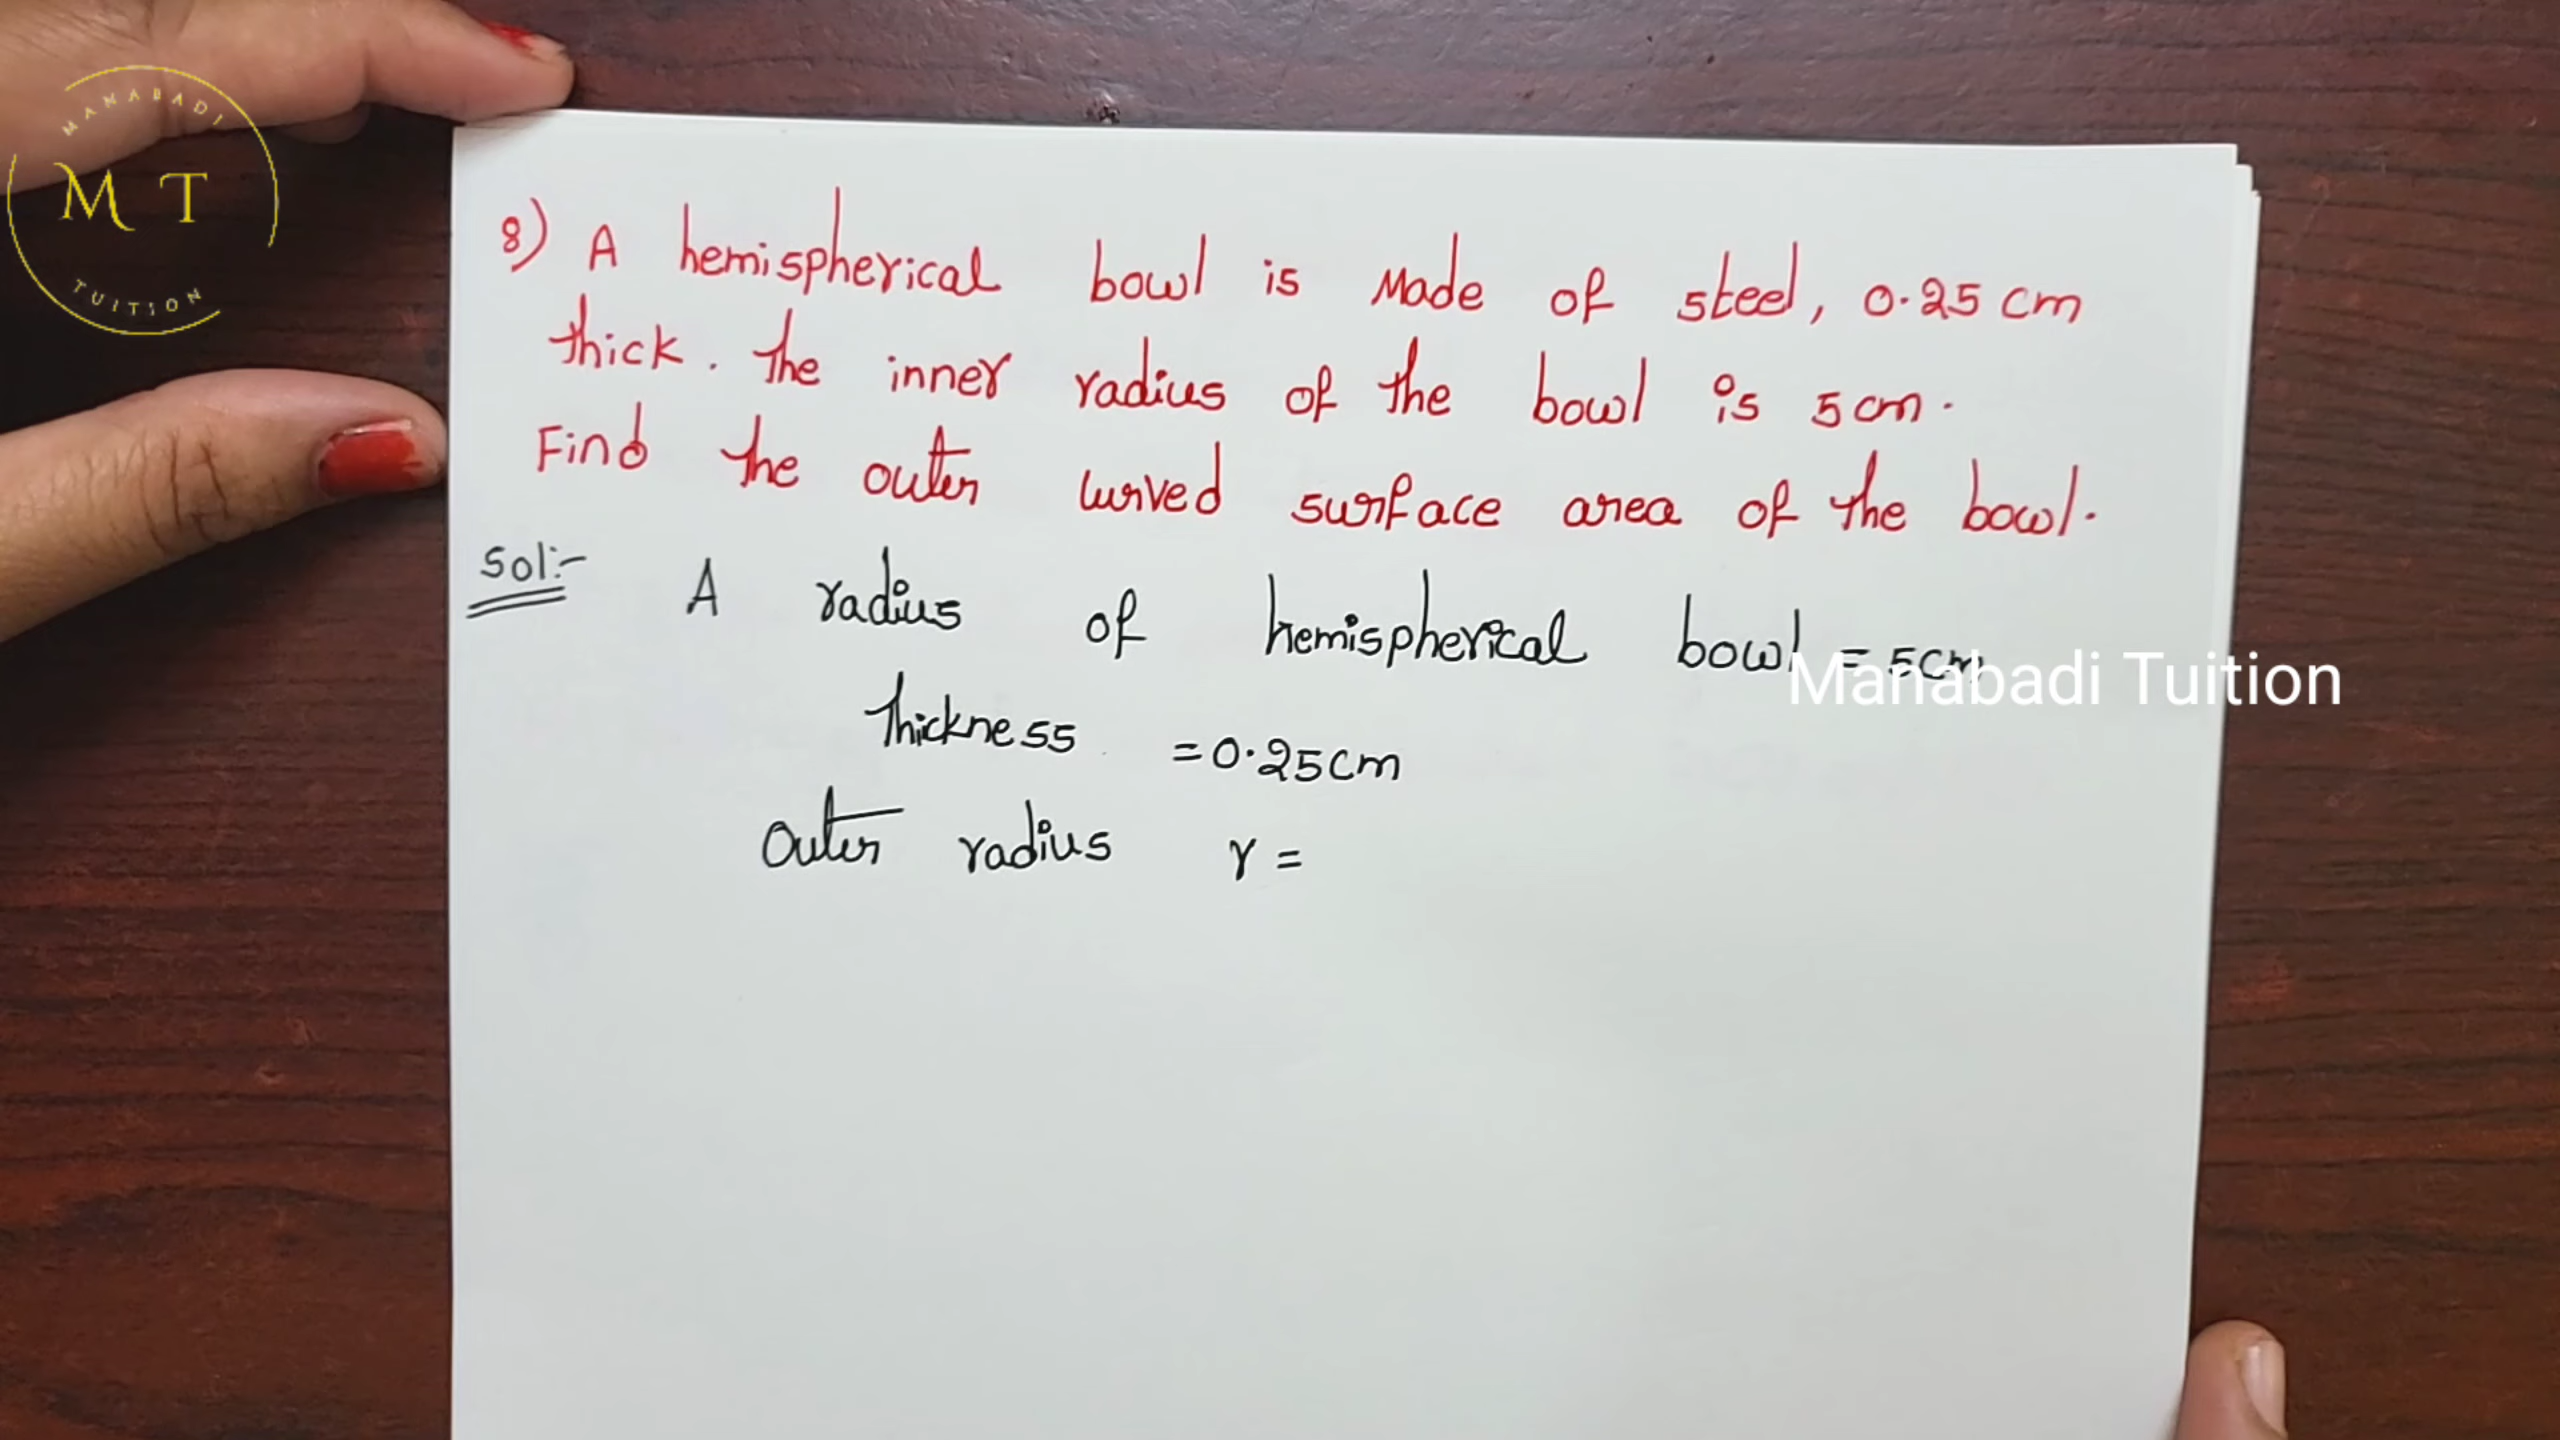 MANABADI
M T
TUITION
8) A hemispherical bowl is Made of steel, 0.25 cm
thick. The inner radius of the bowl is 5 cm.
Find the outer curved surface area of the bowl.
Sol:- A radius of hemispherical bowl = 5cm
Manabadi Tuition
Thickness = 0.25cm
Outer radius r =